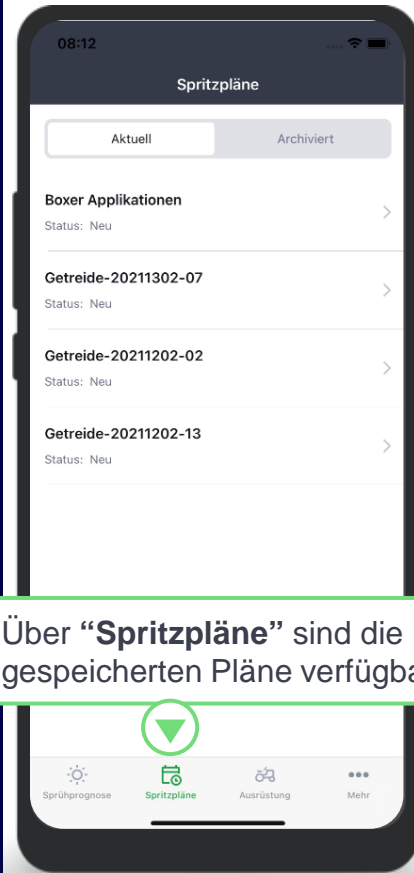 08:12
Spritzpläne
Aktuell Archiviert
Boxer Applikationen
Status: Neu
Getreide-20211302-07
Status: Neu
Getreide-20211202-02
Status: Neu
Getreide-20211202-13
Status: Neu
Über “Spritzpläne” sind die
gespeicherten Pläne verfügba
Sprühprognose Spritzpläne Ausrüstung Mehr